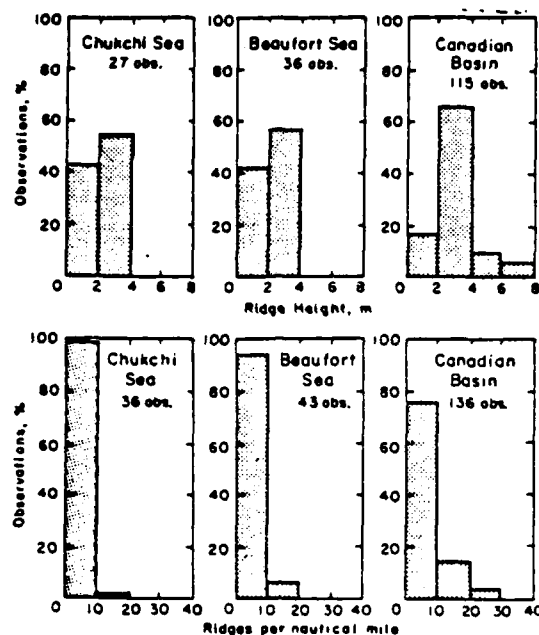 Chukchi Sea
27 obs.
Beaufort Sea
36 obs.
Canadian
Basin
115 obs.
Observations, %
100
80
60
40
20
0 2 4 6 8
100
80
60
40
20
0 2 4 6 8
100
80
60
40
20
0 2 4 6 8
Ridge Height, m
Chukchi
Sea
36 obs.
Beaufort
Sea
43 obs.
Canadian
Basin
136 obs.
Observations, %
100
80
60
40
20
0 10 20 30 40
100
80
60
40
20
0 10 20 30 40
100
80
60
40
20
0 10 20 30 40
Ridges per nautical mile